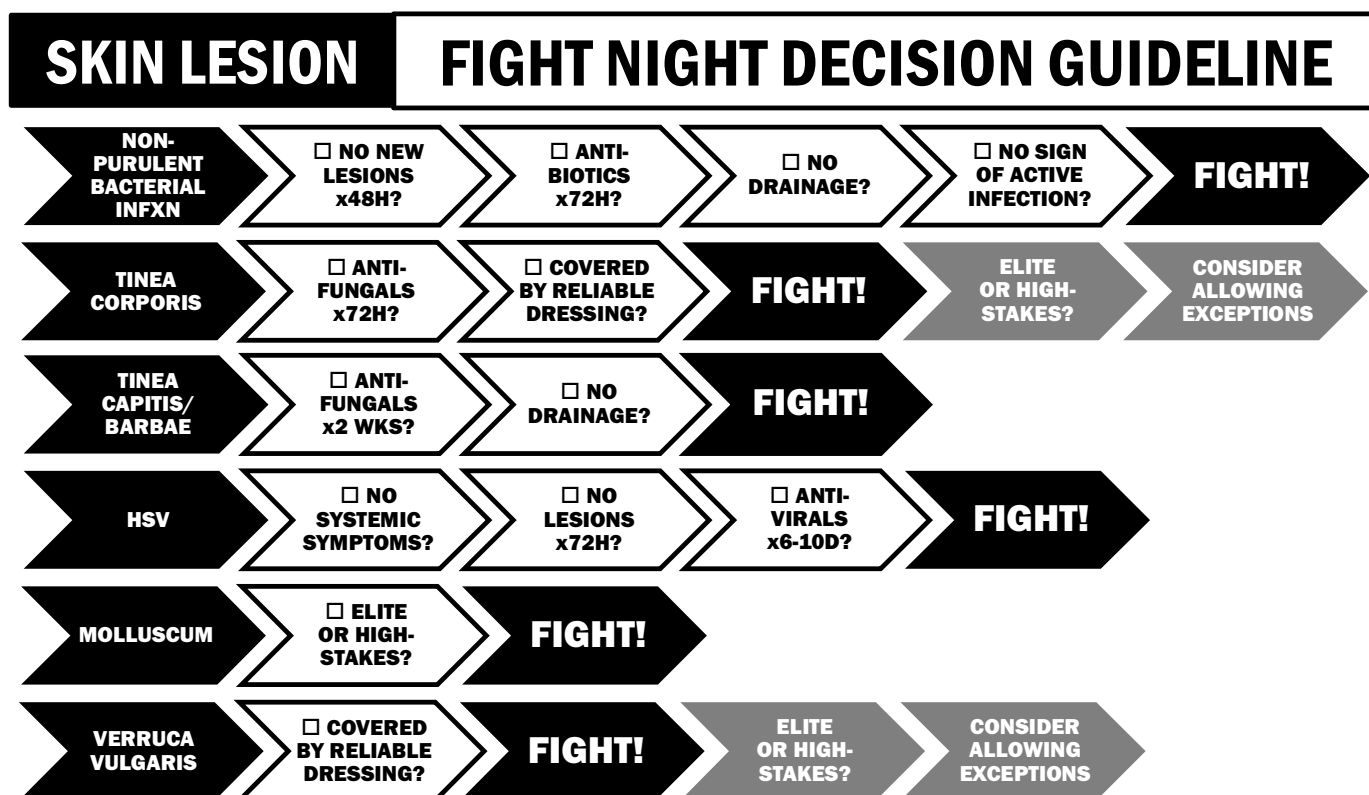 SKIN LESION
FIGHT NIGHT DECISION GUIDELINE
NON-
PURULENT
BACTERIAL
INFXN
☐ NO NEW
LESIONS
x48H?
☐ ANTI-
BIOTICS
x72H?
☐ NO
DRAINAGE?
☐ NO SIGN
OF ACTIVE
INFECTION?
FIGHT!
TINEA
CORPORIS
☐ ANTI-
FUNGALS
x72H?
☐ COVERED
BY RELIABLE
DRESSING?
FIGHT!
ELITE
OR HIGH-
STAKES?
CONSIDER
ALLOWING
EXCEPTIONS
TINEA
CAPITIS/
BARBAE
☐ ANTI-
FUNGALS
x2 WKS?
☐ NO
DRAINAGE?
FIGHT!
HSV
☐ NO
SYSTEMIC
SYMPTOMS?
☐ NO
LESIONS
x72H?
☐ ANTI-
VIRALS
x6-10D?
FIGHT!
MOLLUSCUM
☐ ELITE
OR HIGH-
STAKES?
FIGHT!
VERRUCA
VULGARIS
☐ COVERED
BY RELIABLE
DRESSING?
FIGHT!
ELITE
OR HIGH-
STAKES?
CONSIDER
ALLOWING
EXCEPTIONS